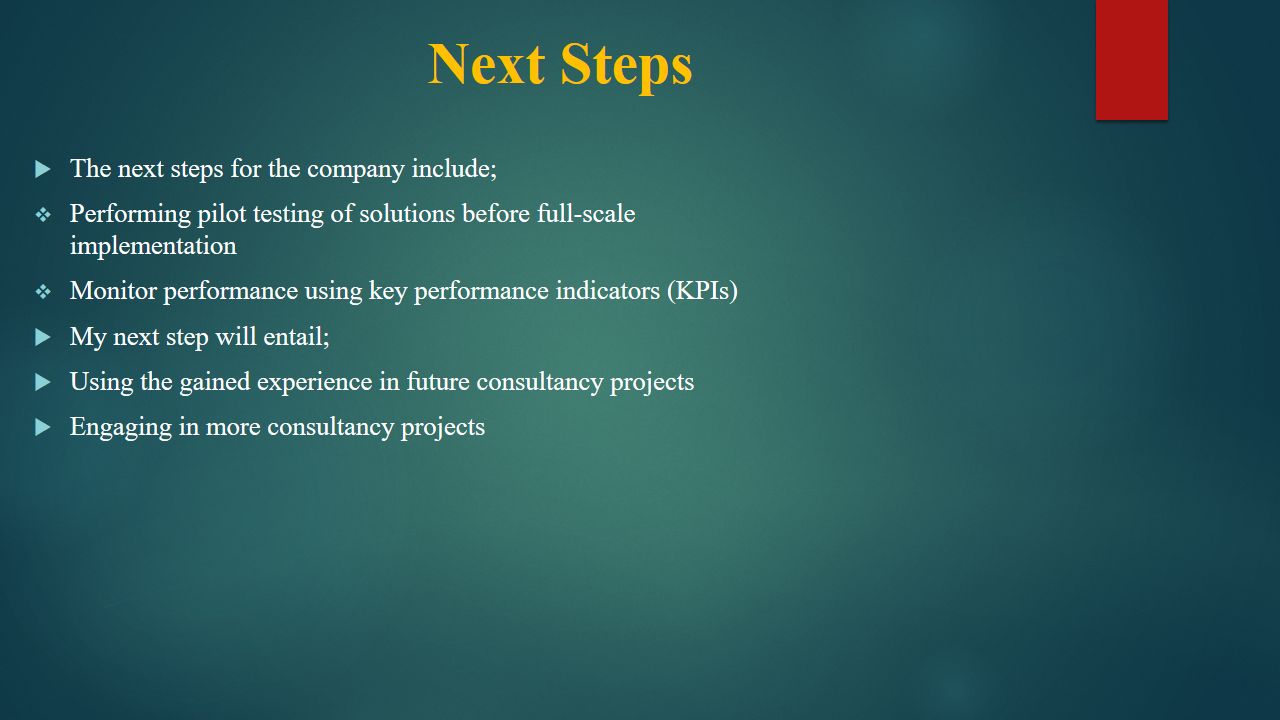 Next Steps
The next steps for the company include;
Performing pilot testing of solutions before full-scale
implementation
Monitor performance using key performance indicators (KPIs)
My next step will entail;
Using the gained experience in future consultancy projects
Engaging in more consultancy projects